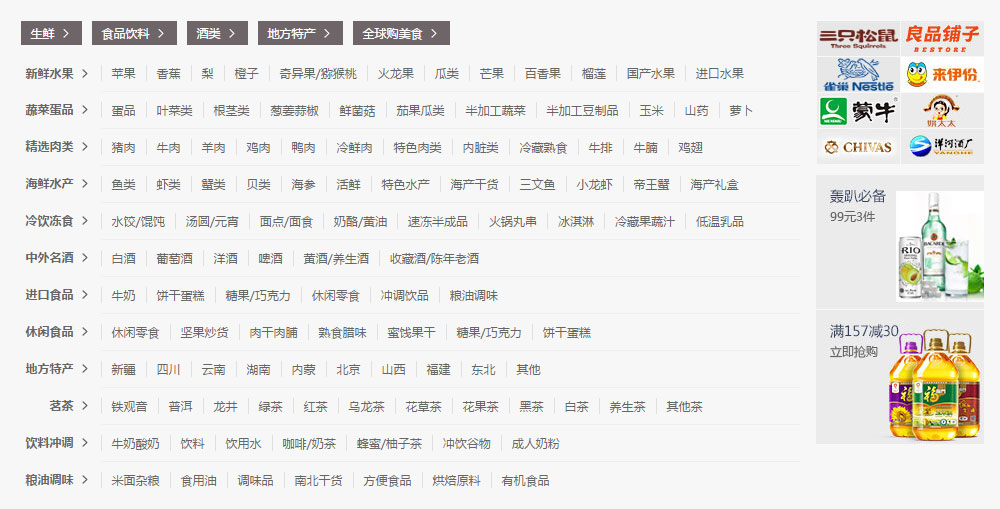 生鲜 食品饮料 酒类 地方特产 全球购美食
新鲜水果 苹果 香蕉 梨 橙子 奇异果/猕猴桃 火龙果 瓜类 芒果 百香果 榴莲 国产水果 进口水果
蔬菜蛋品 蛋品 叶菜类 根茎类 葱姜蒜椒 鲜菌菇 茄果瓜类 半加工蔬菜 半加工豆制品 玉米 山药 萝卜
精选肉类 猪肉 牛肉 羊肉 鸡肉 鸭肉 冷鲜肉 特色肉类 内脏类 冷藏熟食 牛排 牛腩 鸡翅
海鲜水产 鱼类 虾类 蟹类 贝类 海参 活鲜 特色水产 海产干货 三文鱼 小龙虾 帝王蟹 海产礼盒
冷饮冻食 水饺/馄饨 汤圆/元宵 面点/面食 奶酪/黄油 速冻半成品 火锅丸串 冰淇淋 冷藏果蔬汁 低温乳品
中外名酒 白酒 葡萄酒 洋酒 啤酒 黄酒/养生酒 收藏酒/陈年老酒
进口食品 牛奶 饼干蛋糕 糖果/巧克力 休闲零食 冲调饮品 粮油调味
休闲食品 休闲零食 坚果炒货 肉干肉脯 熟食腊味 蜜饯果干 糖果/巧克力 饼干蛋糕
地方特产 新疆 四川 云南 湖南 内蒙 北京 山西 福建 东北 其他
茗茶 铁观音 普洱 龙井 绿茶 红茶 乌龙茶 花草茶 花果茶 黑茶 白茶 养生茶 其他茶
饮料冲调 牛奶酸奶 饮料 饮用水 咖啡/奶茶 蜂蜜/柚子茶 冲饮谷物 成人奶粉
粮油调味 米面杂粮 食用油 调味品 南北干货 方便食品 烘焙原料 有机食品
三只松鼠
Three Squirrels
良品铺子
BESTORE
雀巢 Nestlé
来伊份
蒙牛
CHIVAS
洋河酒厂
YANGHE
轰趴必备
99元3件
RIO
BACARDI
满157减30
立即抢购
福 福 福